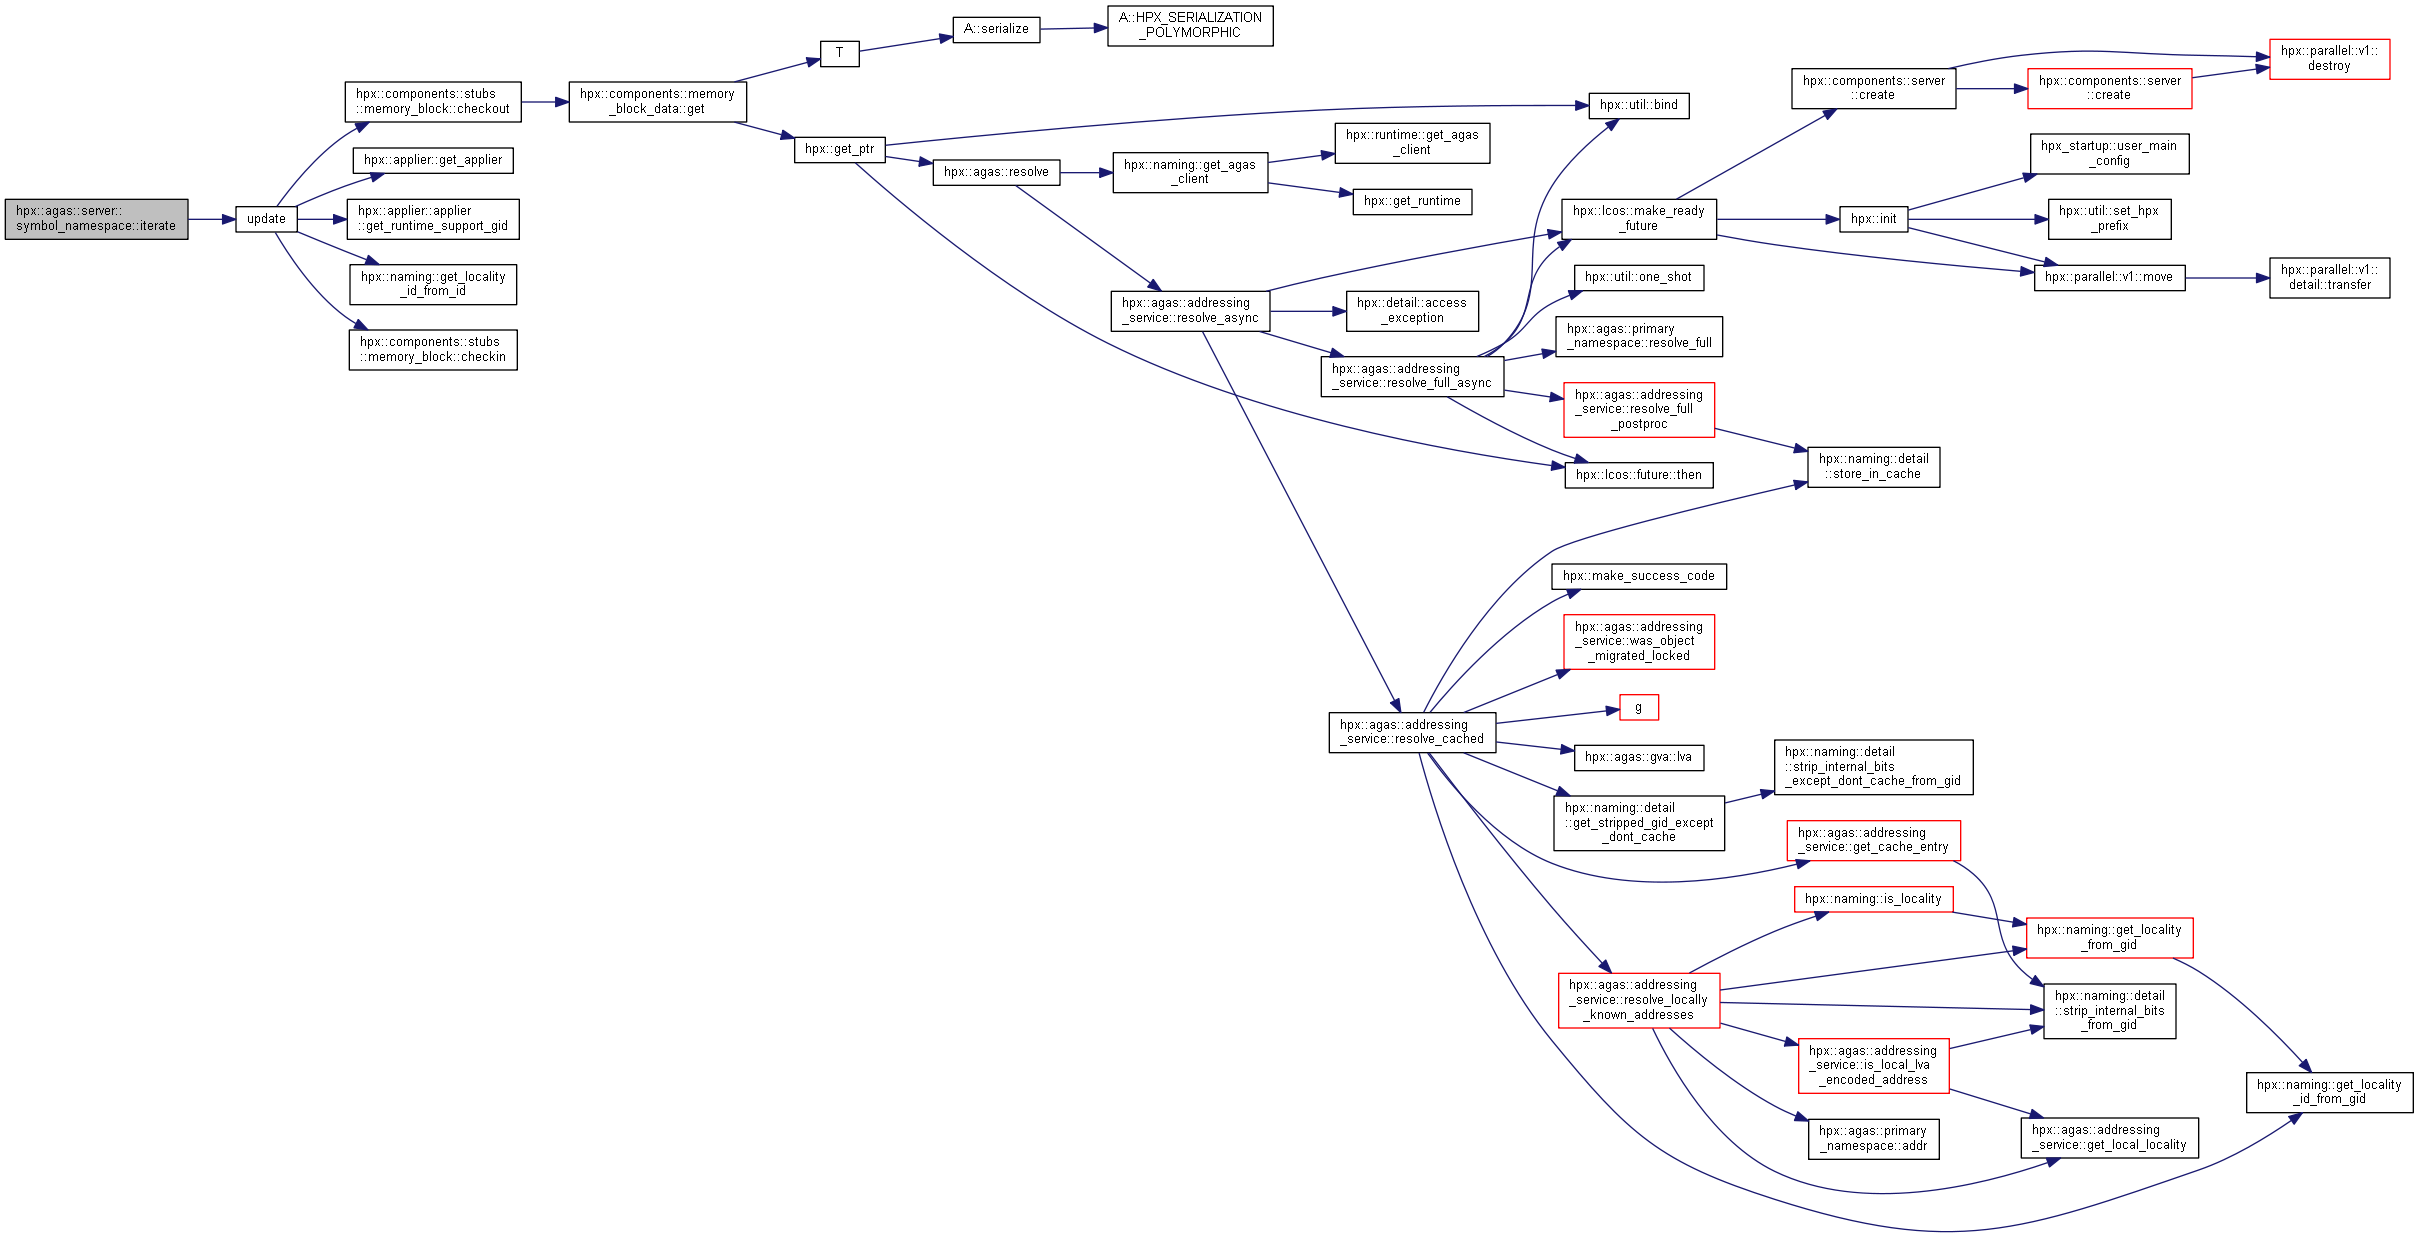 hpx::agas::server::
symbol_namespace::iterate
update
hpx::components::stubs
::memory_block::checkout
hpx::applier::get_applier
hpx::applier::applier
::get_runtime_support_gid
hpx::naming::get_locality
_id_from_id
hpx::components::stubs
::memory_block::checkin
hpx::components::memory
_block_data::get
T
A::serialize
A::HPX_SERIALIZATION
_POLYMORPHIC
hpx::get_ptr
hpx::agas::resolve
hpx::naming::get_agas
_client
hpx::runtime::get_agas
_client
hpx::get_runtime
hpx::agas::addressing
_service::resolve_async
hpx::detail::access
_exception
hpx::agas::addressing
_service::resolve_full_async
hpx::agas::addressing
_service::resolve_cached
hpx::util::bind
hpx::lcos::make_ready
_future
hpx::util::one_shot
hpx::agas::primary
_namespace::resolve_full
hpx::agas::addressing
_service::resolve_full
_postproc
hpx::lcos::future::then
hpx::components::server
::create
hpx::components::server
::create
hpx::parallel::v1::
destroy
hpx::init
hpx_startup::user_main
_config
hpx::util::set_hpx
_prefix
hpx::parallel::v1::move
hpx::parallel::v1::
detail::transfer
hpx::naming::detail
::store_in_cache
hpx::make_success_code
hpx::agas::addressing
_service::was_object
_migrated_locked
g
hpx::agas::gva::lva
hpx::naming::detail
::get_stripped_gid_except
_dont_cache
hpx::naming::detail
::strip_internal_bits
_except_dont_cache_from_gid
hpx::agas::addressing
_service::get_cache_entry
hpx::naming::is_locality
hpx::naming::get_locality
_from_gid
hpx::agas::addressing
_service::resolve_locally
_known_addresses
hpx::naming::detail
::strip_internal_bits
_from_gid
hpx::agas::addressing
_service::is_local_lva
_encoded_address
hpx::agas::primary
_namespace::addr
hpx::agas::addressing
_service::get_local_locality
hpx::naming::get_locality
_id_from_gid